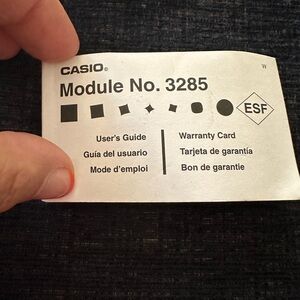 CASIO®
W
Module No. 3285
ESF
User's Guide
Guía del usuario
Mode d'emploi
Warranty Card
Tarjeta de garantía
Bon de garantie